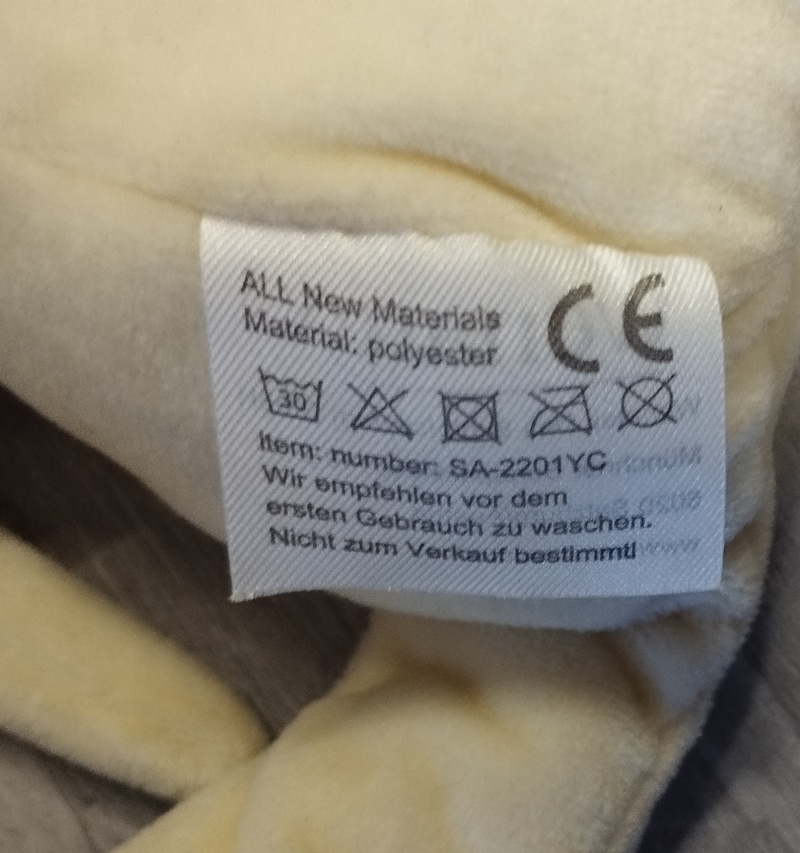 ALL New Materials
Material: polyester
CE
30
Item: number: SA-2201YC
Wir empfehlen vor dem
ersten Gebrauch zu waschen.
Nicht zum Verkauf bestimmt!